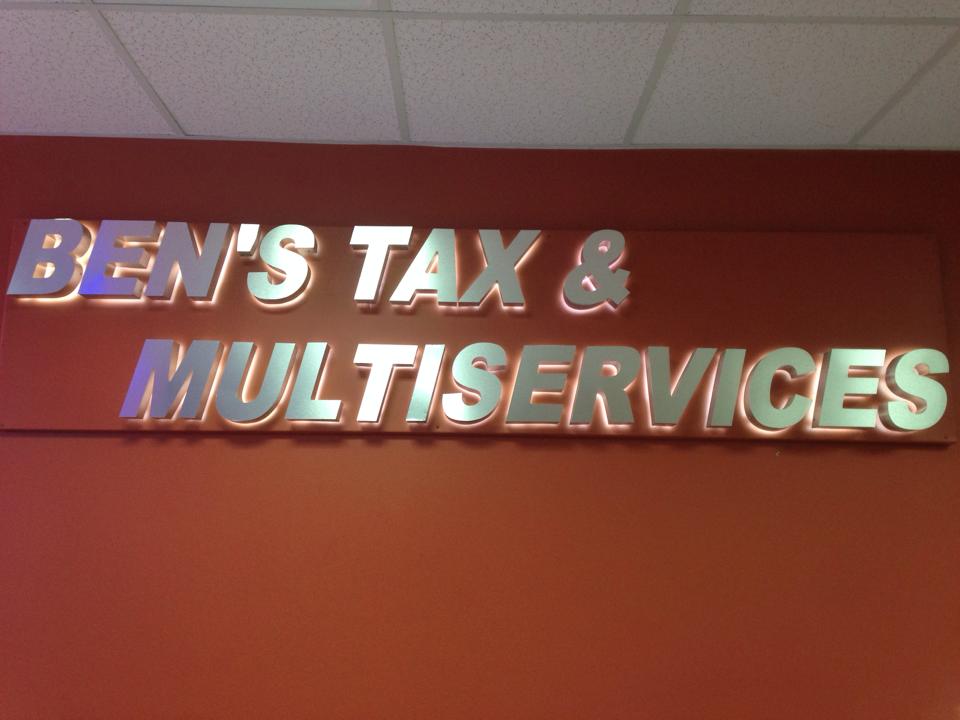 BEN'S TAX &
MULTISERVICES